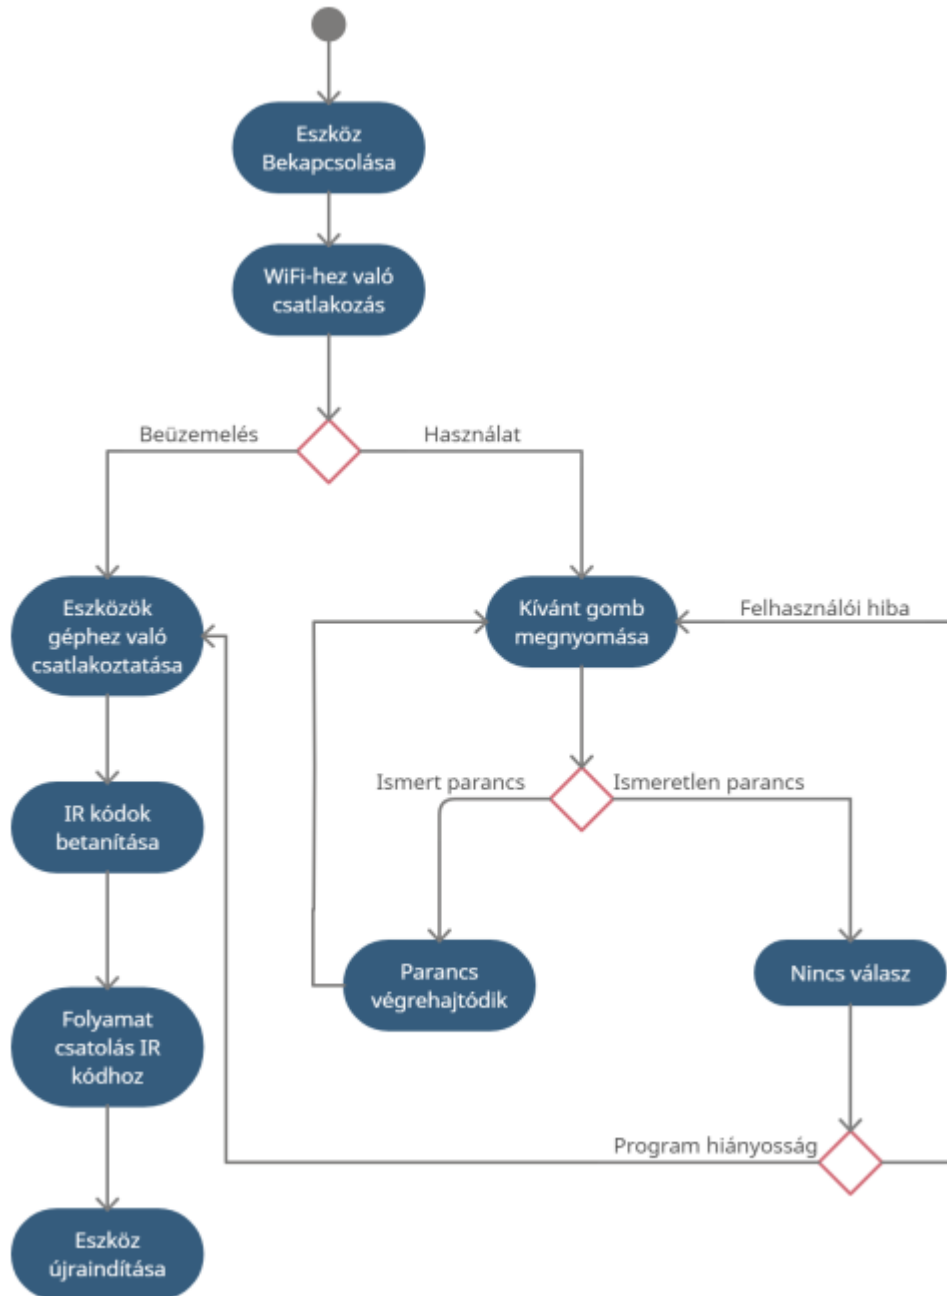 Eszköz
Bekapcsolása
WiFi-hez való
csatlakozás
Beüzemelés
Használat
Eszközök
géphez való
csatlakoztatása
Kívánt gomb
megnyomása
Felhasználói hiba
Ismert parancs
Ismeretlen parancs
IR kódok
betanítása
Parancs
végrehajtódik
Nincs válasz
Folyamat
csatolás IR
kódhoz
Program hiányosság
Eszköz
újraindítása